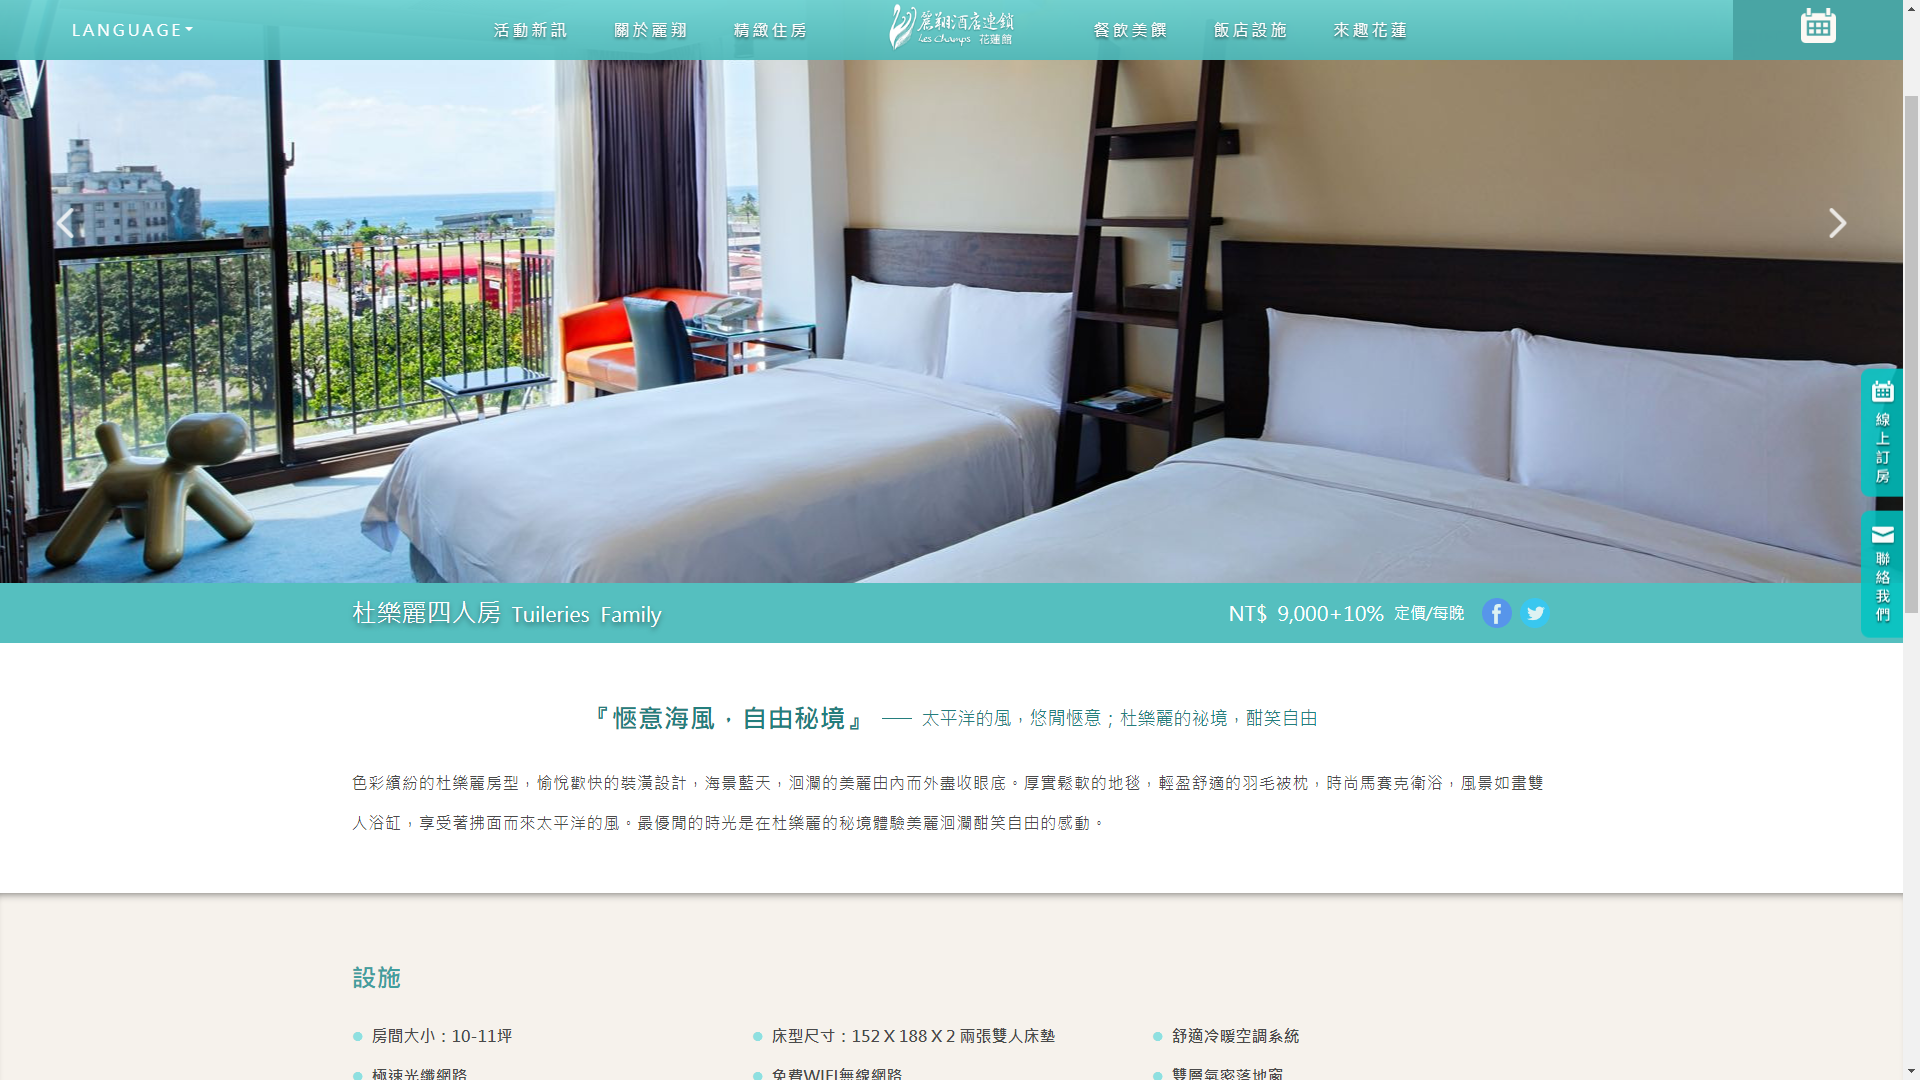 LANGUAGE
活動新訊
關於麗翔
精緻住房
麗翔酒店連鎖
Les Champs 花蓮館
餐飲美饌
飯店設施
來趣花蓮
線上訂房
聯絡我們
杜樂麗四人房 Tuileries Family
NT$ 9,000+10% 定價/每晚
『愜意海風．自由秘境』 — 太平洋的風，悠閒愜意；杜樂麗的祕境，酣笑自由
色彩繽紛的杜樂麗房型，愉悅歡快的裝潢設計，海景藍天，洄瀾的美麗由內而外盡收眼底。厚實鬆軟的地毯，輕盈舒適的羽毛被枕，時尚馬賽克衛浴，風景如畫雙
人浴缸，享受著拂面而來太平洋的風。最優閒的時光是在杜樂麗的秘境體驗美麗洄瀾酣笑自由的感動。
設施
房間大小：10-11坪
床型尺寸：152 X 188 X 2 兩張雙人床墊
舒適冷暖空調系統
極速光纖網路
免費WIFI無線網路
雙層氣密落地窗